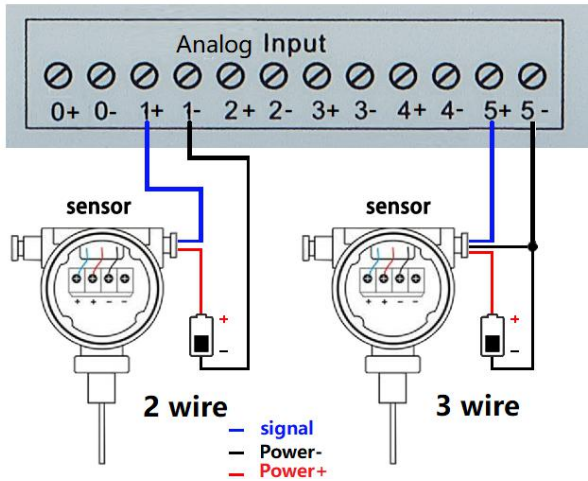 Analog Input
0+ 0- 1+ 1- 2+ 2- 3+ 3- 4+ 4- 5+ 5-
sensor sensor
+ + − − + + − −
+ +
− −
2 wire 3 wire
signal
Power-
Power+